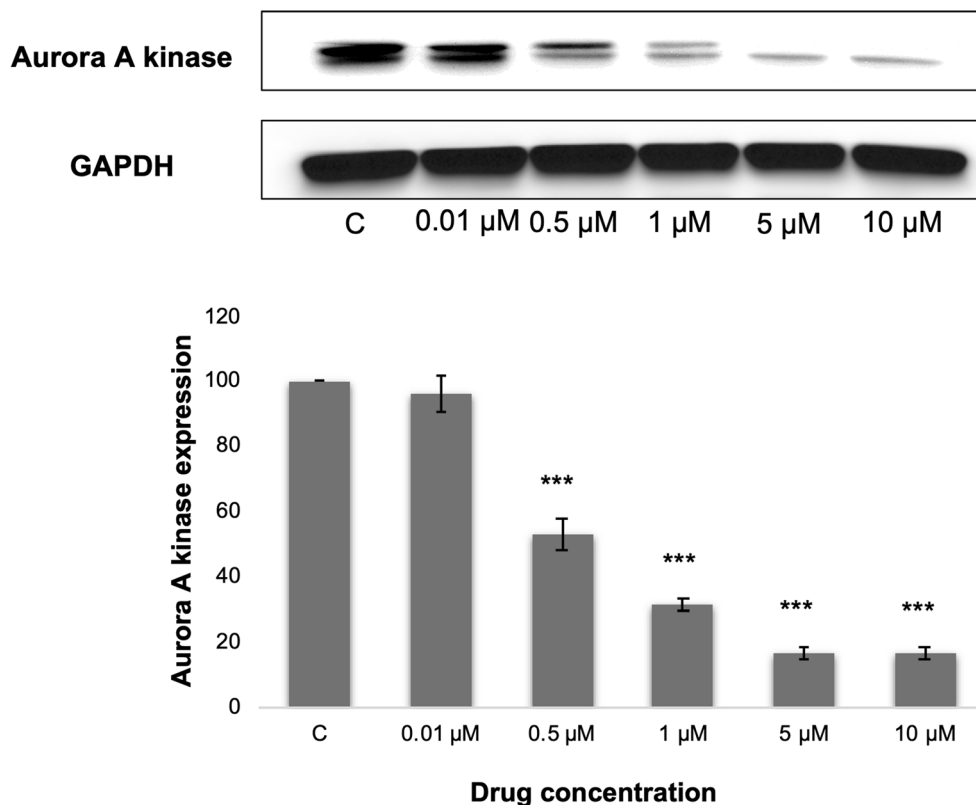 Aurora A kinase
GAPDH
C 0.01 µM 0.5 µM 1 µM 5 µM 10 µM
Aurora A kinase expression
120
100
80
60
40
20
0
***
***
***
***
C 0.01 µM 0.5 µM 1 µM 5 µM 10 µM
Drug concentration